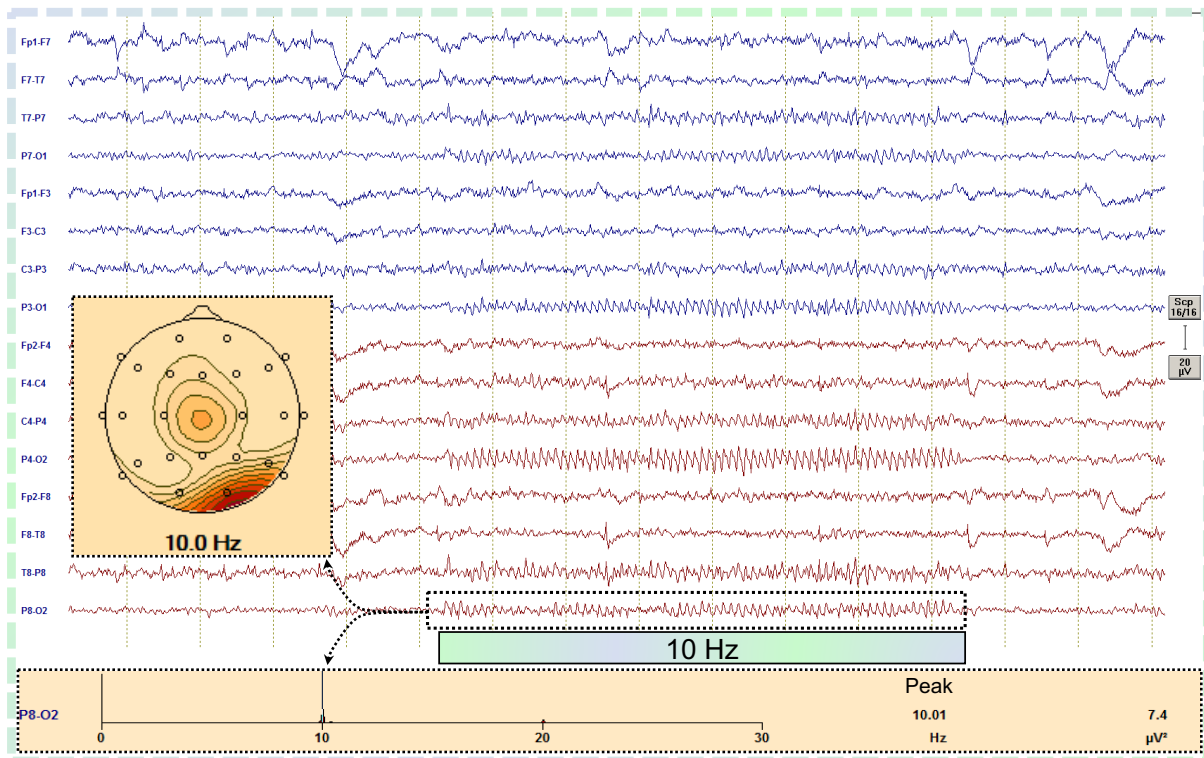 Fp1-F7
F7-T7
T7-P7
P7-O1
Fp1-F3
F3-C3
C3-P3
P3-O1
Fp2-F4
F4-C4
C4-P4
P4-O2
Fp2-F8
F8-T8
T8-P8
P8-O2
Scp
16/16
20
µV
10.0 Hz
10 Hz
Peak
P8-O2
10.01
7.4
0
10
20
30
Hz
µV²